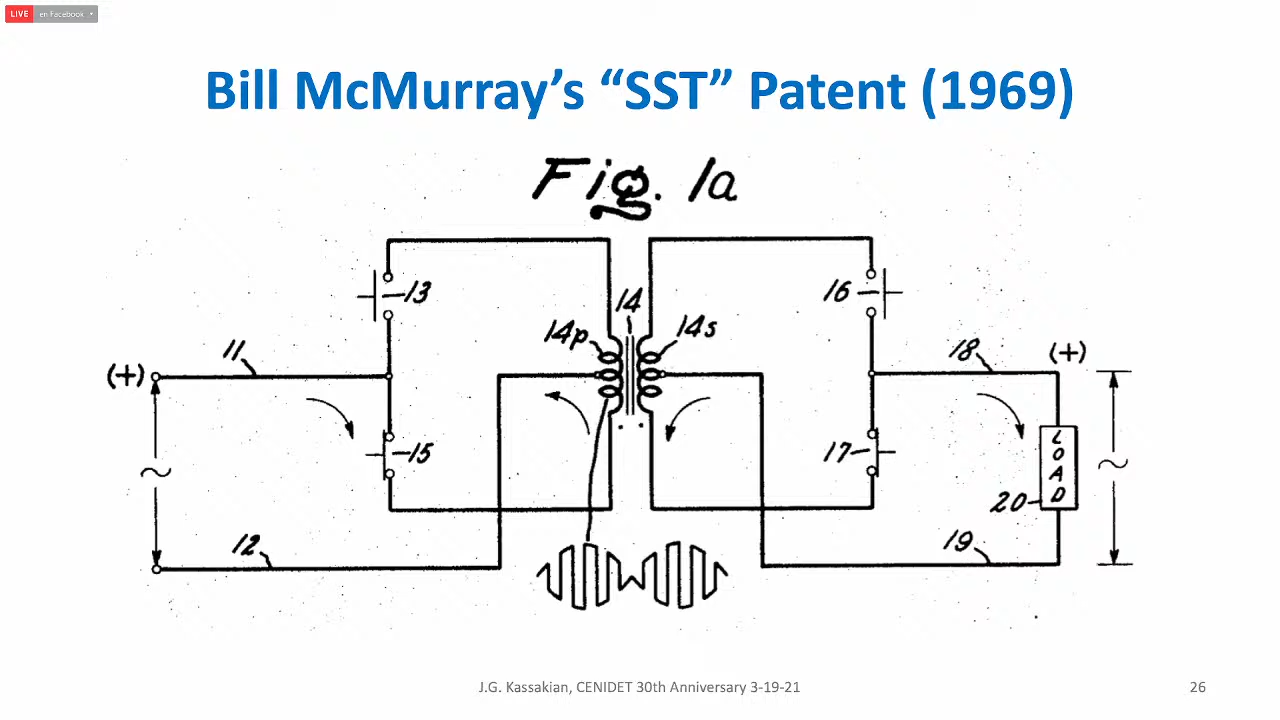 LIVE en Facebook
Bill McMurray’s “SST” Patent (1969)
Fig. 1a
13
16
14
14p
14s
11
18
(+)
(+)
15
17
LOAD
20
12
19
J.G. Kassakian, CENIDET 30th Anniversary 3-19-21
26